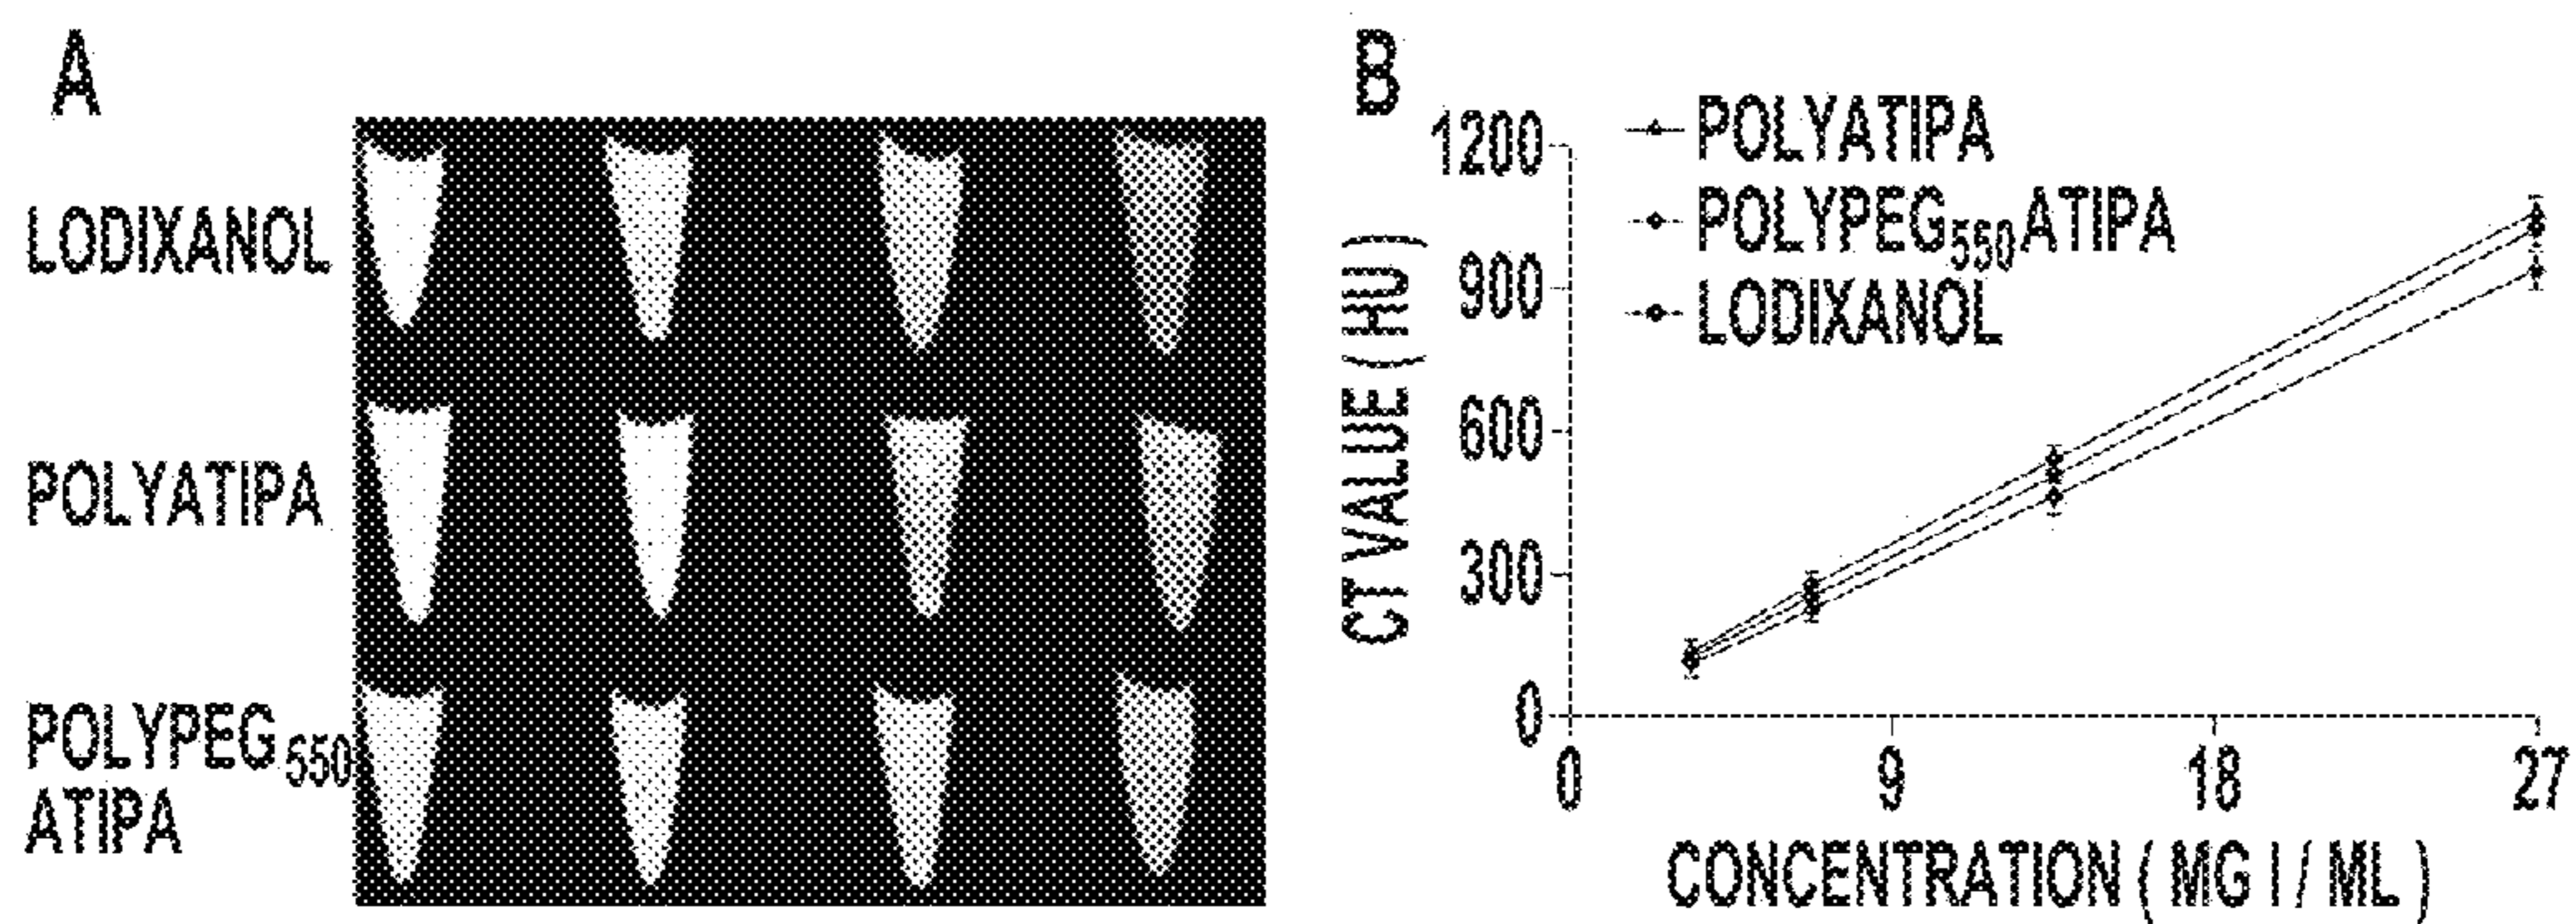 A
LODIXANOL
POLYATIPA
POLYPEG550
ATIPA
B
1200
900
600
300
0
CT VALUE (HU)
POLYATIPA
POLYPEG550ATIPA
LODIXANOL
0 9 18 27
CONCENTRATION ( MG I / ML )